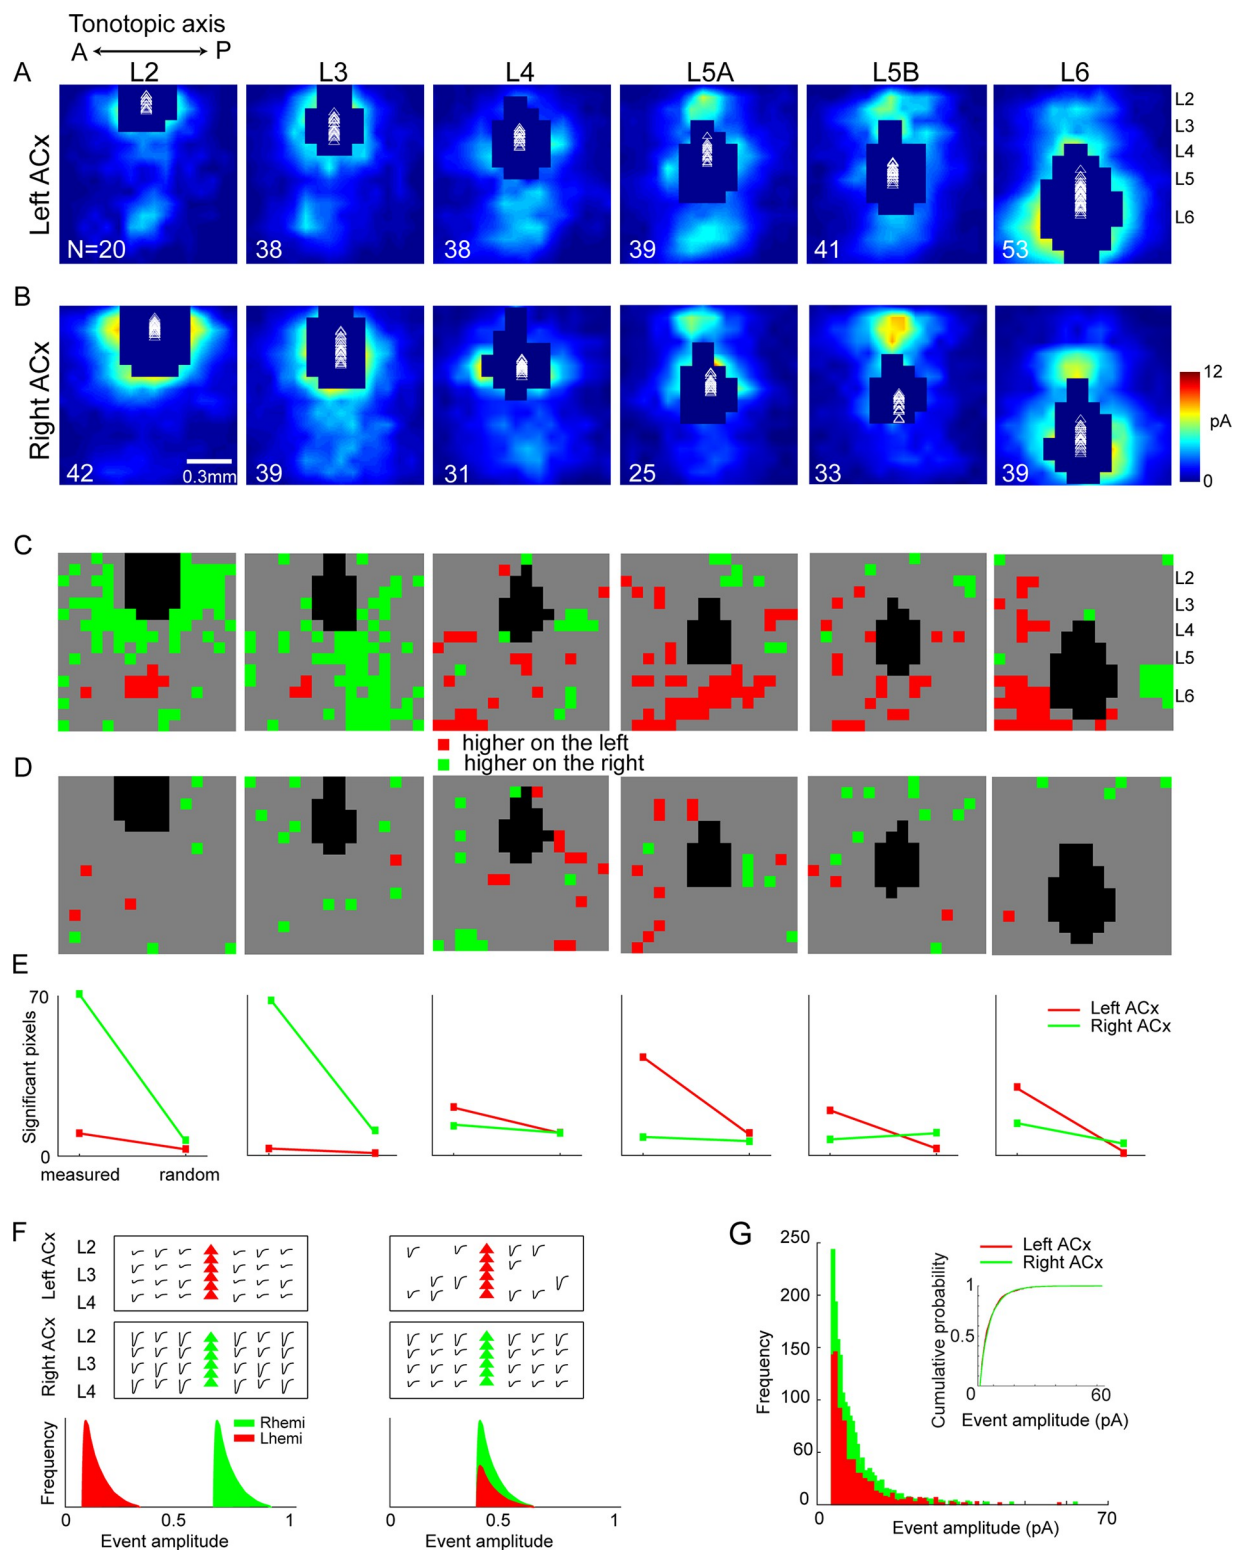 Tonotopic axis
A P
A L2 L3 L4 L5A L5B L6
Left ACx
L2
L3
L4
L5
L6
N=20 38 38 39 41 53
B
Right ACx
0.3mm
42 39 31 25 33 39
12
pA
0
C
L2
L3
L4
L5
L6
higher on the left
higher on the right
D
E
Significant pixels
70
0
measured random
Left ACx
Right ACx
F
Left ACx
L2
L3
L4
Right ACx
L2
L3
L4
Frequency
Rhemi
Lhemi
0 0.5 1
Event amplitude
0 0.5 1
Event amplitude
G
Frequency
250
200
150
100
60
0
0 70
Event amplitude (pA)
Left ACx
Right ACx
Cumulative probability
1
0.5
0 60
Event amplitude (pA)